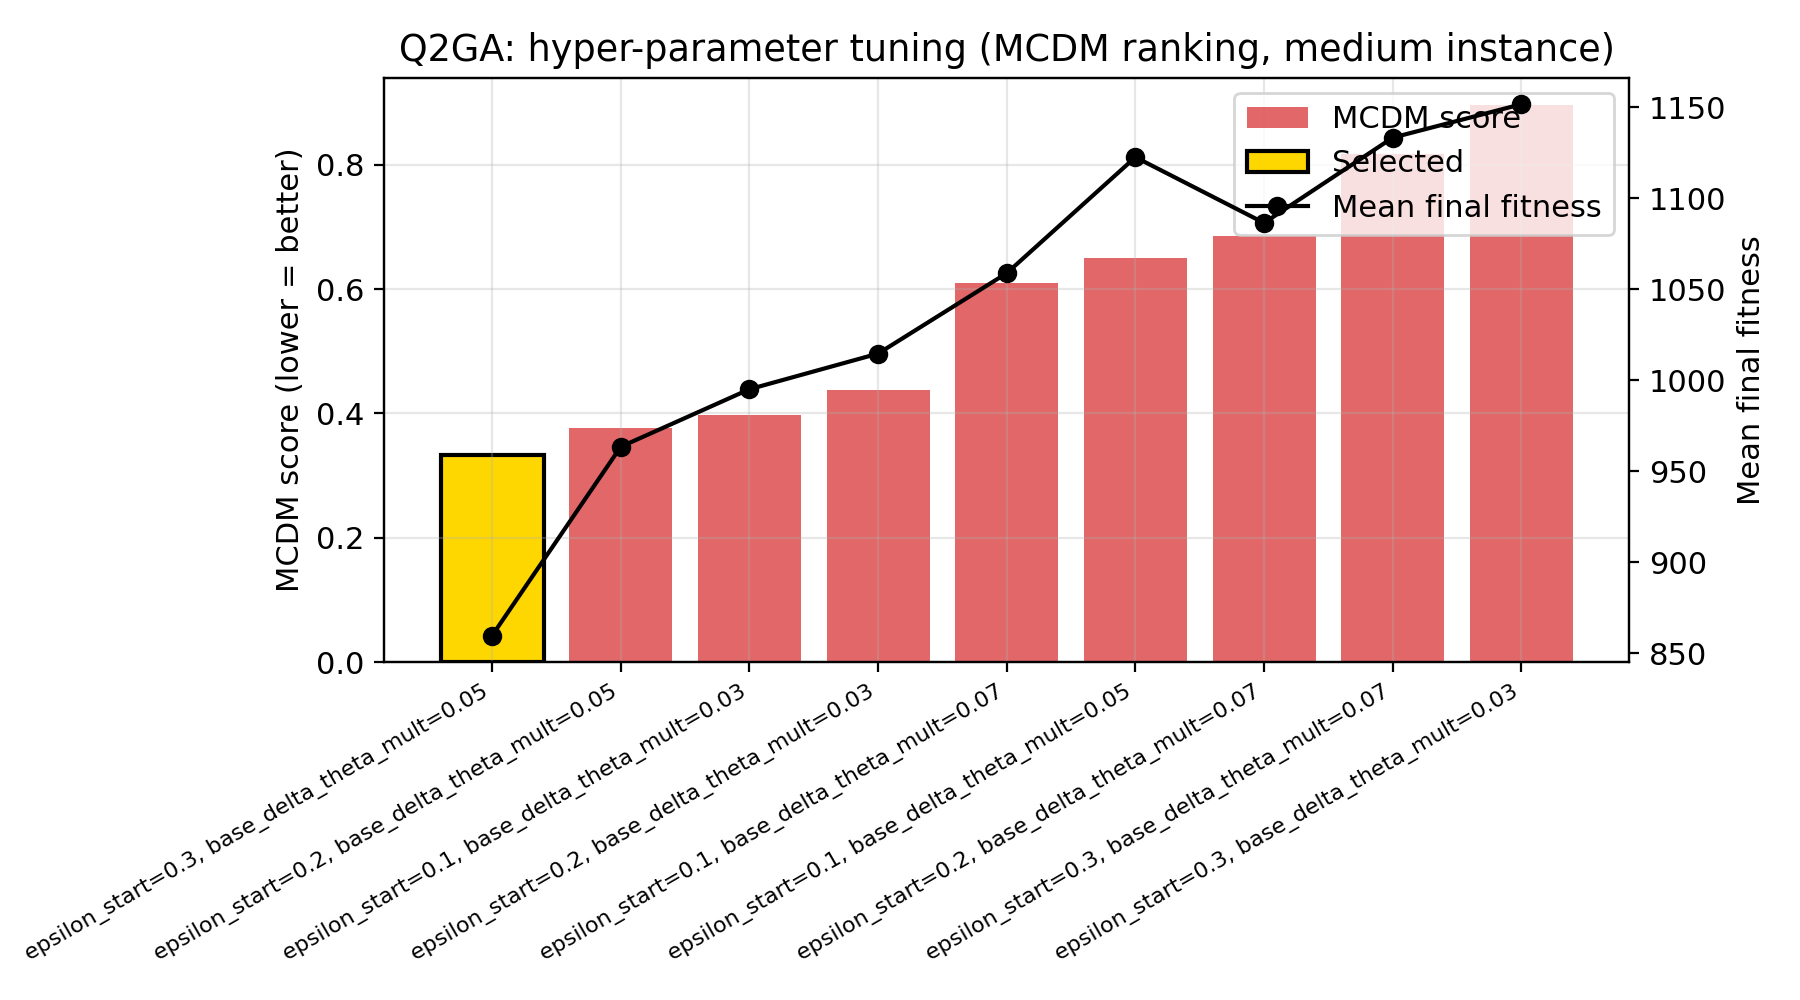 Q2GA: hyper-parameter tuning (MCDM ranking, medium instance)
MCDM score (lower = better)
0.8
0.6
0.4
0.2
0.0
MCDM score
Selected
Mean final fitness
1150
1100
1050
1000
950
900
850
Mean final fitness
epsilon_start=0.3, base_delta_theta_mult=0.05
epsilon_start=0.2, base_delta_theta_mult=0.05
epsilon_start=0.1, base_delta_theta_mult=0.03
epsilon_start=0.2, base_delta_theta_mult=0.03
epsilon_start=0.1, base_delta_theta_mult=0.07
epsilon_start=0.1, base_delta_theta_mult=0.05
epsilon_start=0.2, base_delta_theta_mult=0.07
epsilon_start=0.3, base_delta_theta_mult=0.07
epsilon_start=0.3, base_delta_theta_mult=0.03